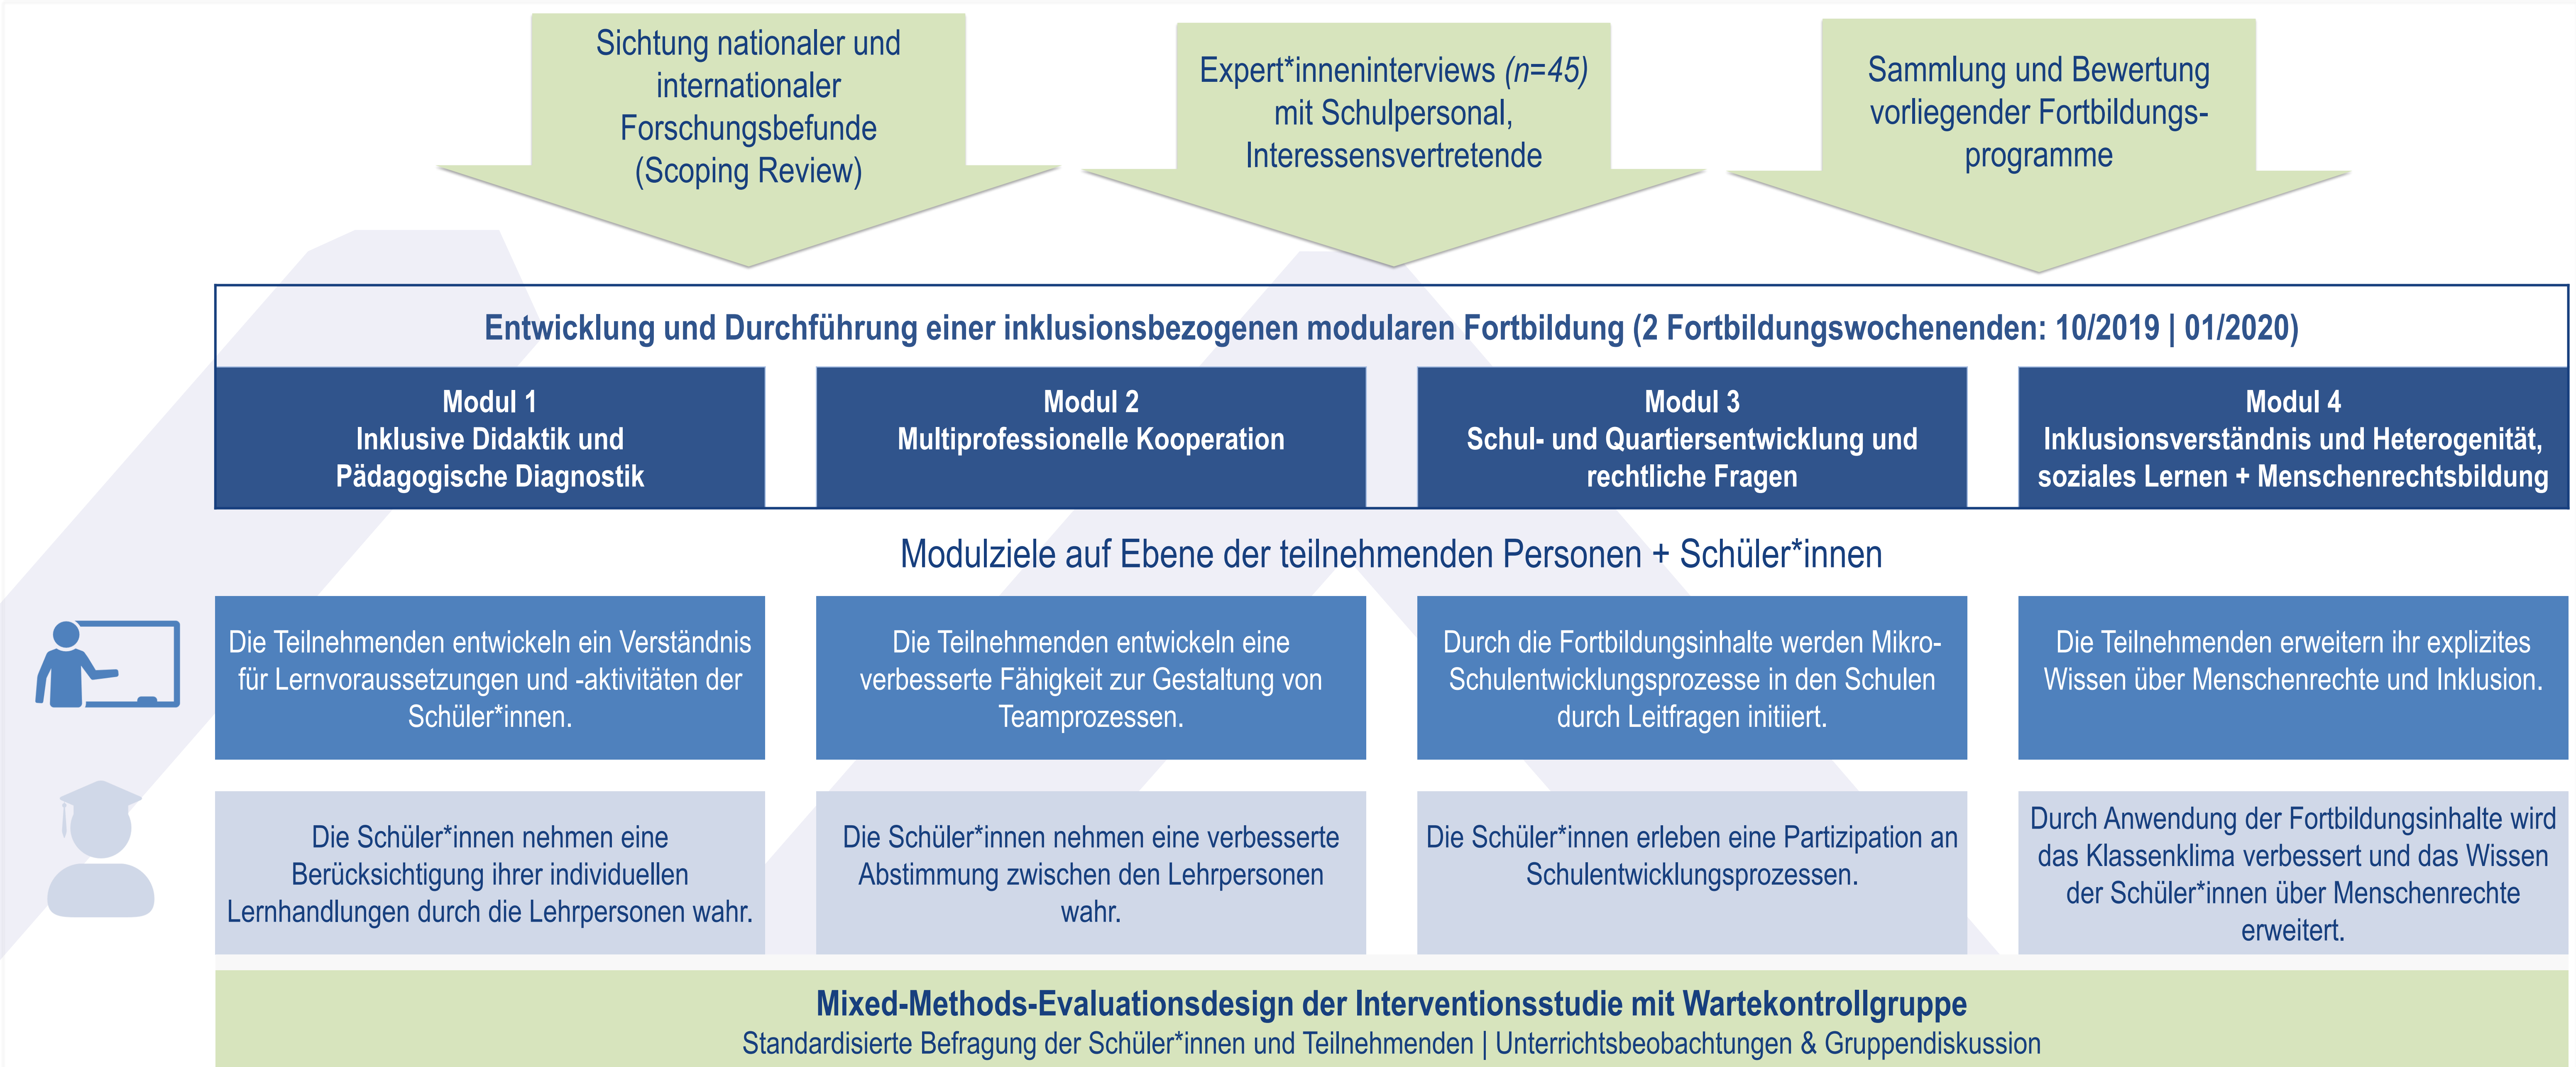 Sichtung nationaler und
internationaler
Forschungsbefunde
(Scoping Review)
Expert*inneninterviews (n=45)
mit Schulpersonal,
Interessensvertretende
Sammlung und Bewertung
vorliegender Fortbildungs-
programme
Entwicklung und Durchführung einer inklusionsbezogenen modularen Fortbildung (2 Fortbildungswochenenden: 10/2019 | 01/2020)
Modul 1
Inklusive Didaktik und
Pädagogische Diagnostik
Modul 2
Multiprofessionelle Kooperation
Modul 3
Schul- und Quartiersentwicklung und
rechtliche Fragen
Modul 4
Inklusionsverständnis und Heterogenität,
soziales Lernen + Menschenrechtsbildung
Modulziele auf Ebene der teilnehmenden Personen + Schüler*innen
Die Teilnehmenden entwickeln ein Verständnis
für Lernvoraussetzungen und -aktivitäten der
Schüler*innen.
Die Teilnehmenden entwickeln eine
verbesserte Fähigkeit zur Gestaltung von
Teamprozessen.
Durch die Fortbildungsinhalte werden Mikro-
Schulentwicklungsprozesse in den Schulen
durch Leitfragen initiiert.
Die Teilnehmenden erweitern ihr explizites
Wissen über Menschenrechte und Inklusion.
Die Schüler*innen nehmen eine
Berücksichtigung ihrer individuellen
Lernhandlungen durch die Lehrpersonen wahr.
Die Schüler*innen nehmen eine verbesserte
Abstimmung zwischen den Lehrpersonen
wahr.
Die Schüler*innen erleben eine Partizipation an
Schulentwicklungsprozessen.
Durch Anwendung der Fortbildungsinhalte wird
das Klassenklima verbessert und das Wissen
der Schüler*innen über Menschenrechte
erweitert.
Mixed-Methods-Evaluationsdesign der Interventionsstudie mit Wartekontrollgruppe
Standardisierte Befragung der Schüler*innen und Teilnehmenden | Unterrichtsbeobachtungen & Gruppendiskussion